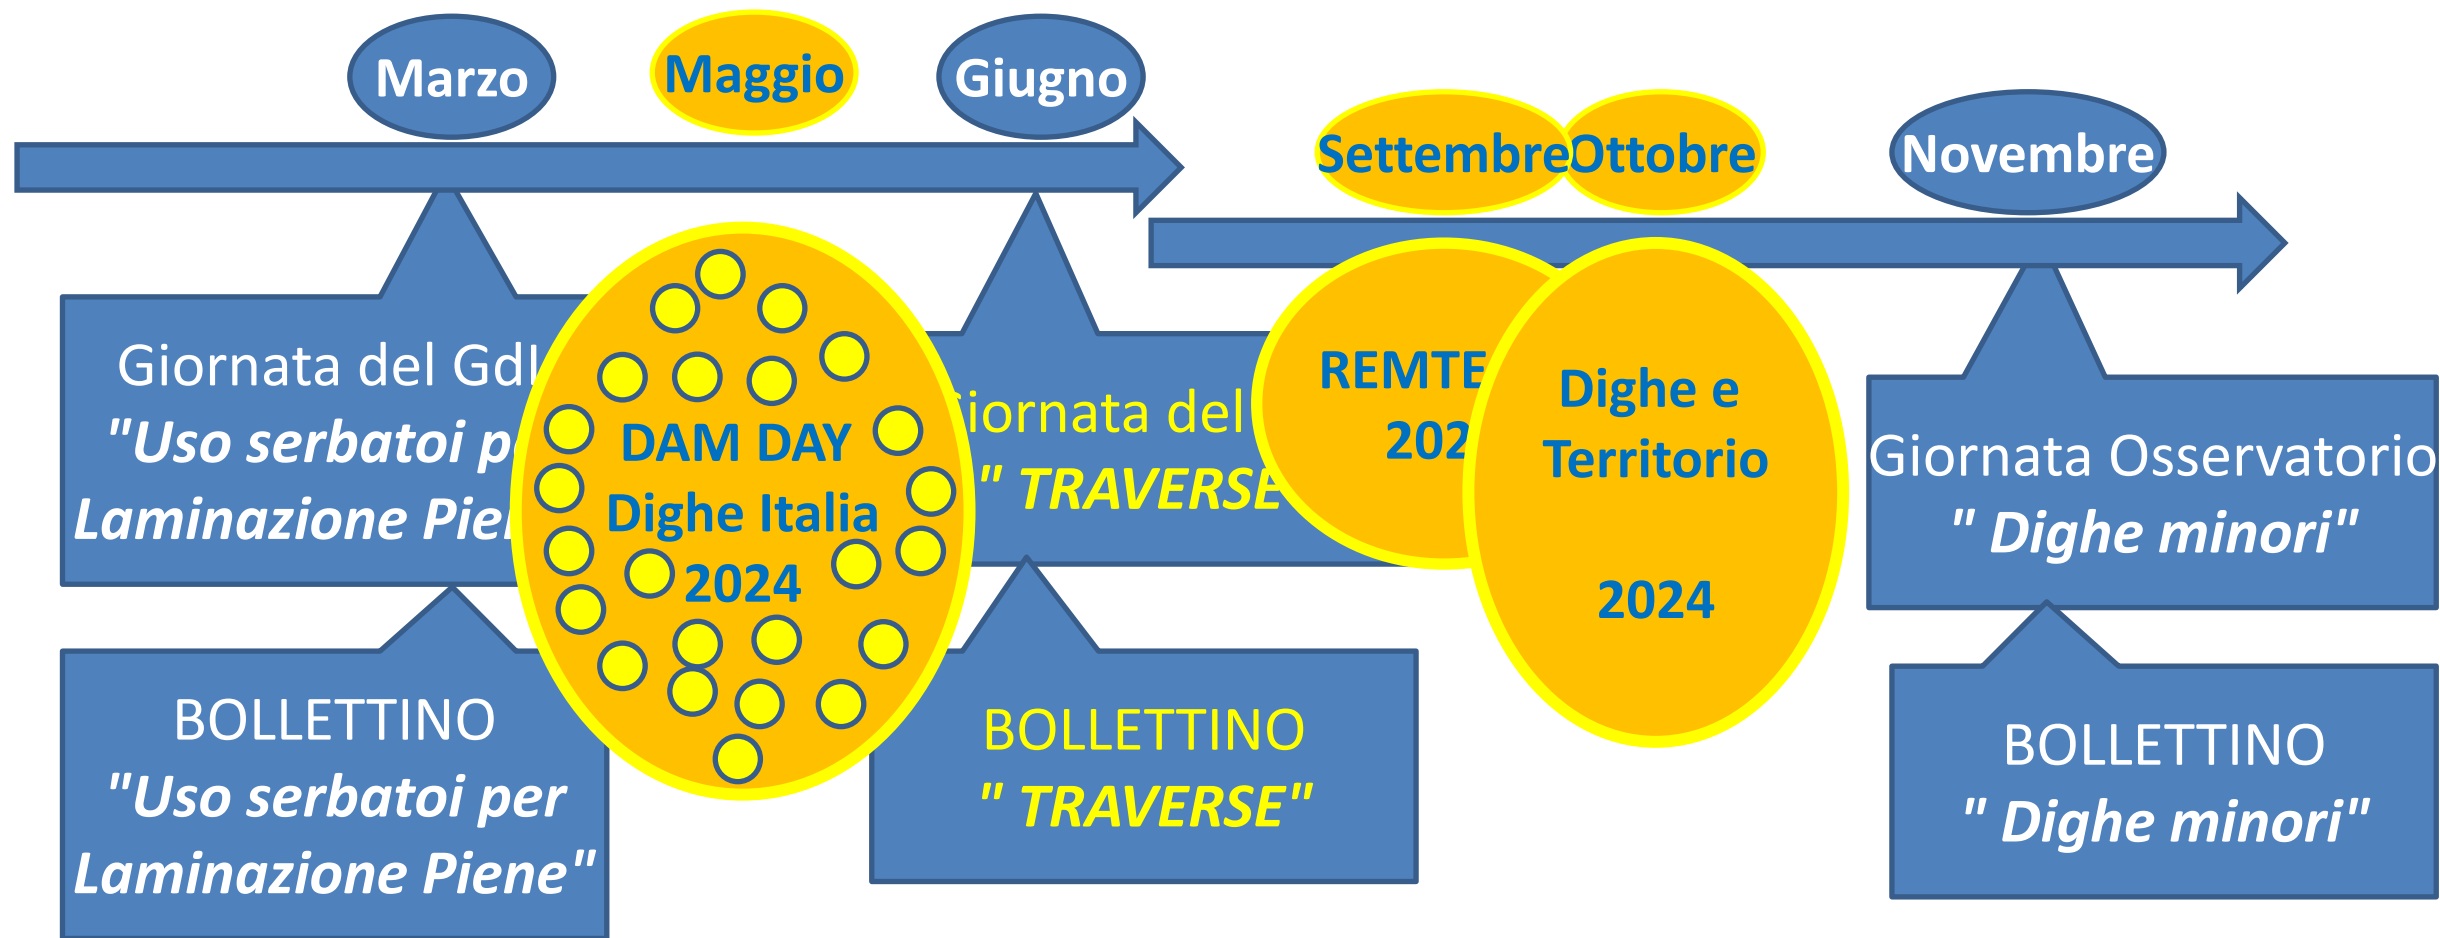 Marzo
Maggio
Giugno
Settembre
Ottobre
Novembre
Giornata del GdL
"Uso serbatoi pe
Laminazione Pien
BOLLETTINO
"Uso serbatoi per
Laminazione Piene"
DAM DAY
Dighe Italia
2024
iornata del
" TRAVERSE
BOLLETTINO
" TRAVERSE"
REMTE
202
Dighe e
Territorio
2024
Giornata Osservatorio
" Dighe minori"
BOLLETTINO
" Dighe minori"